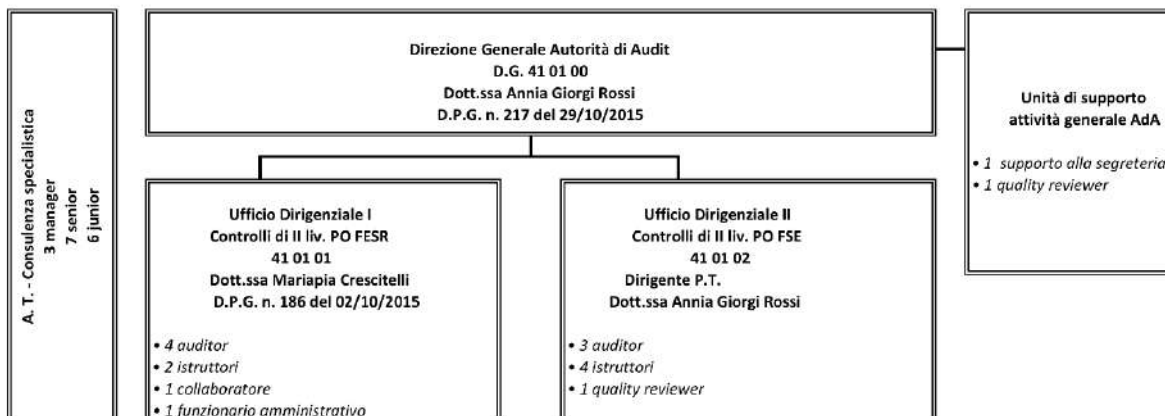 A. T. - Consulenza specialistica
3 manager
7 senior
6 junior
Direzione Generale Autorità di Audit
D.G. 41 01 00
Dott.ssa Annia Giorgi Rossi
D.P.G. n. 217 del 29/10/2015
Unità di supporto
attività generale AdA
• 1 supporto alla segreteria
• 1 quality reviewer
Ufficio Dirigenziale I
Controlli di II liv. PO FESR
41 01 01
Dott.ssa Mariapia Crescitelli
D.P.G. n. 186 del 02/10/2015
• 4 auditor
• 2 istruttori
• 1 collaboratore
• 1 funzionario amministrativo
Ufficio Dirigenziale II
Controlli di II liv. PO FSE
41 01 02
Dirigente P.T.
Dott.ssa Annia Giorgi Rossi
• 3 auditor
• 4 istruttori
• 1 quality reviewer